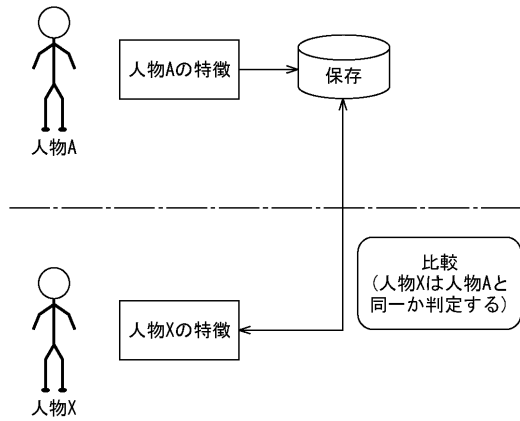 人物Aの特徴
保存
人物A
比較
(人物Xは人物Aと
同一か判定する)
人物Xの特徴
人物X